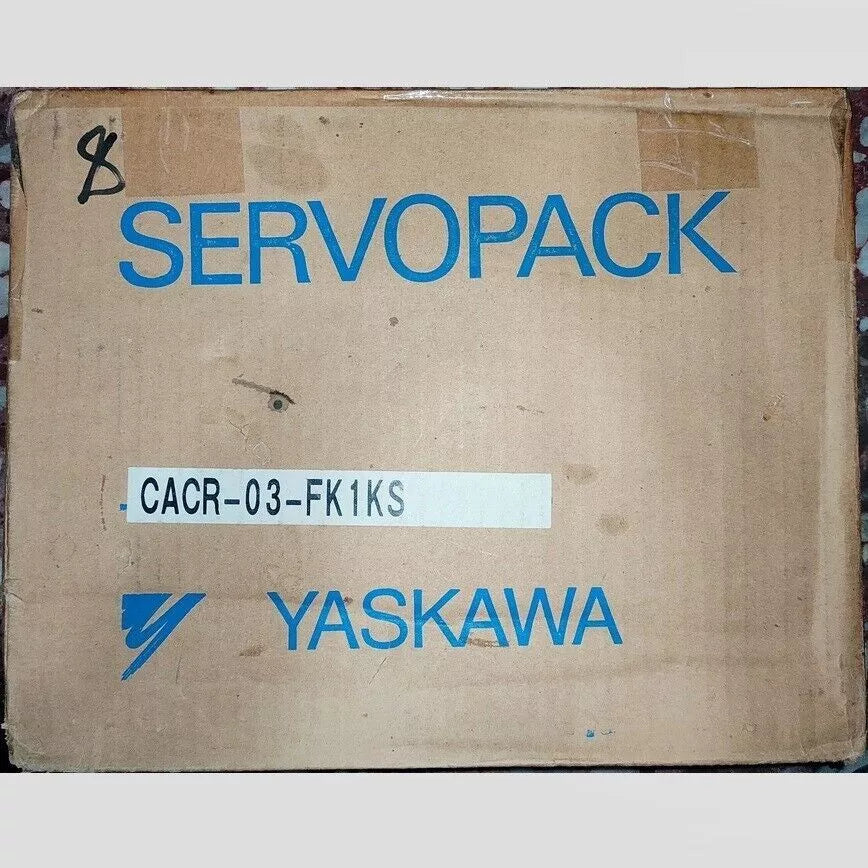 8
SERVOPACK
CACR-03-FK1KS
YASKAWA